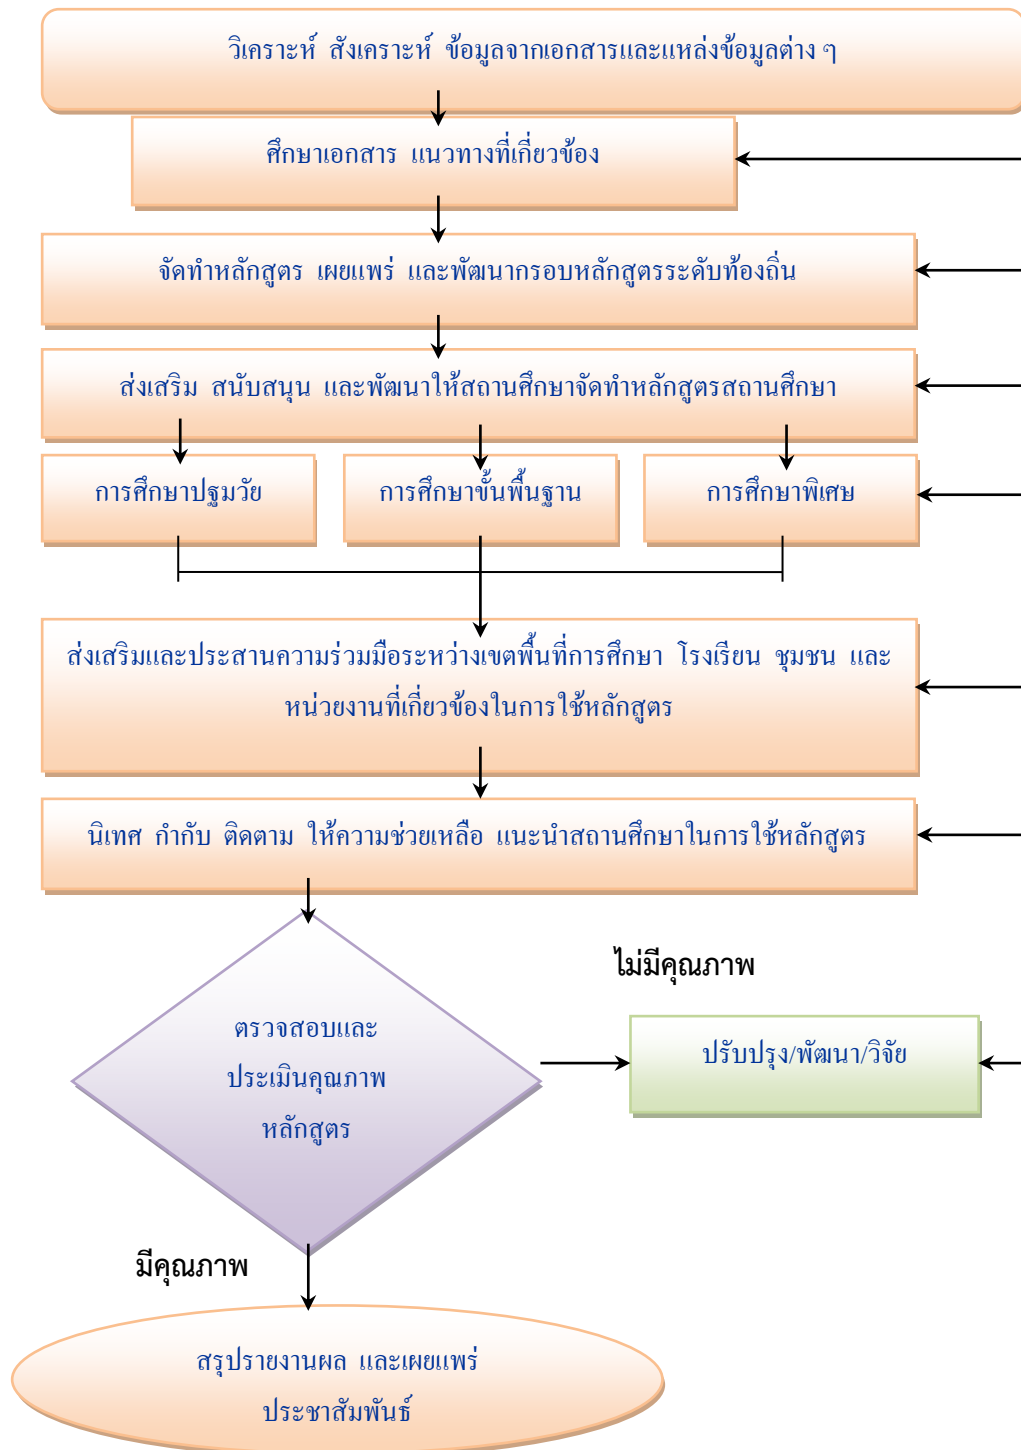 วิเคราะห์ สังเคราะห์ ข้อมูลจากเอกสารและแหล่งข้อมูลต่าง ๆ
ศึกษาเอกสาร แนวทางที่เกี่ยวข้อง
จัดทำหลักสูตร เผยแพร่ และพัฒนากรอบหลักสูตรระดับท้องถิ่น
ส่งเสริม สนับสนุน และพัฒนาให้สถานศึกษาจัดทำหลักสูตรสถานศึกษา
การศึกษาปฐมวัย
การศึกษาขั้นพื้นฐาน
การศึกษาพิเศษ
ส่งเสริมและประสานความร่วมมือระหว่างเขตพื้นที่การศึกษา โรงเรียน ชุมชน และ
หน่วยงานที่เกี่ยวข้องในการใช้หลักสูตร
นิเทศ กำกับ ติดตาม ให้ความช่วยเหลือ แนะนำสถานศึกษาในการใช้หลักสูตร
ไม่มีคุณภาพ
ตรวจสอบและ
ประเมินคุณภาพ
หลักสูตร
ปรับปรุง/พัฒนา/วิจัย
มีคุณภาพ
สรุปรายงานผล และเผยแพร่
ประชาสัมพันธ์